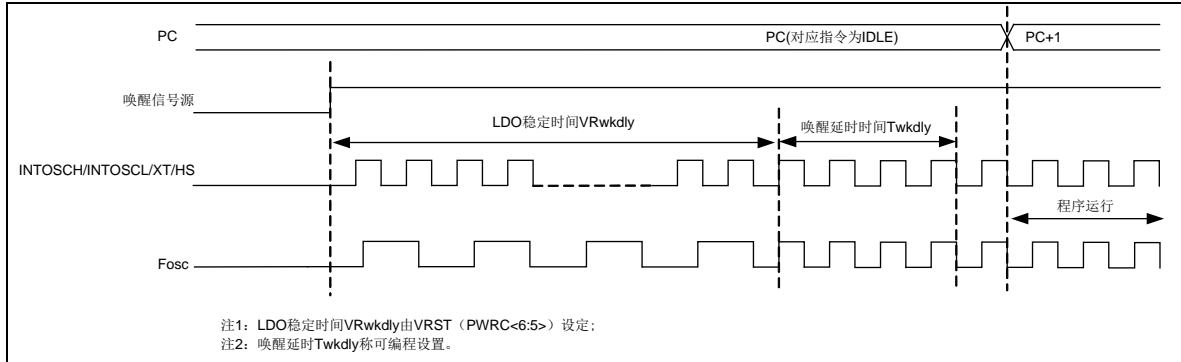 PC
PC(对应指令为IDLE)
PC+1
唤醒信号源
LDO稳定时间VRwkdly
唤醒延时时间Twkdly
INTOSCH/INTOSCL/XT/HS
程序运行
Fosc
注1：LDO稳定时间VRwkdly由VRST（PWRC<6:5>）设定;
注2：唤醒延时Twkdly称可编程设置。